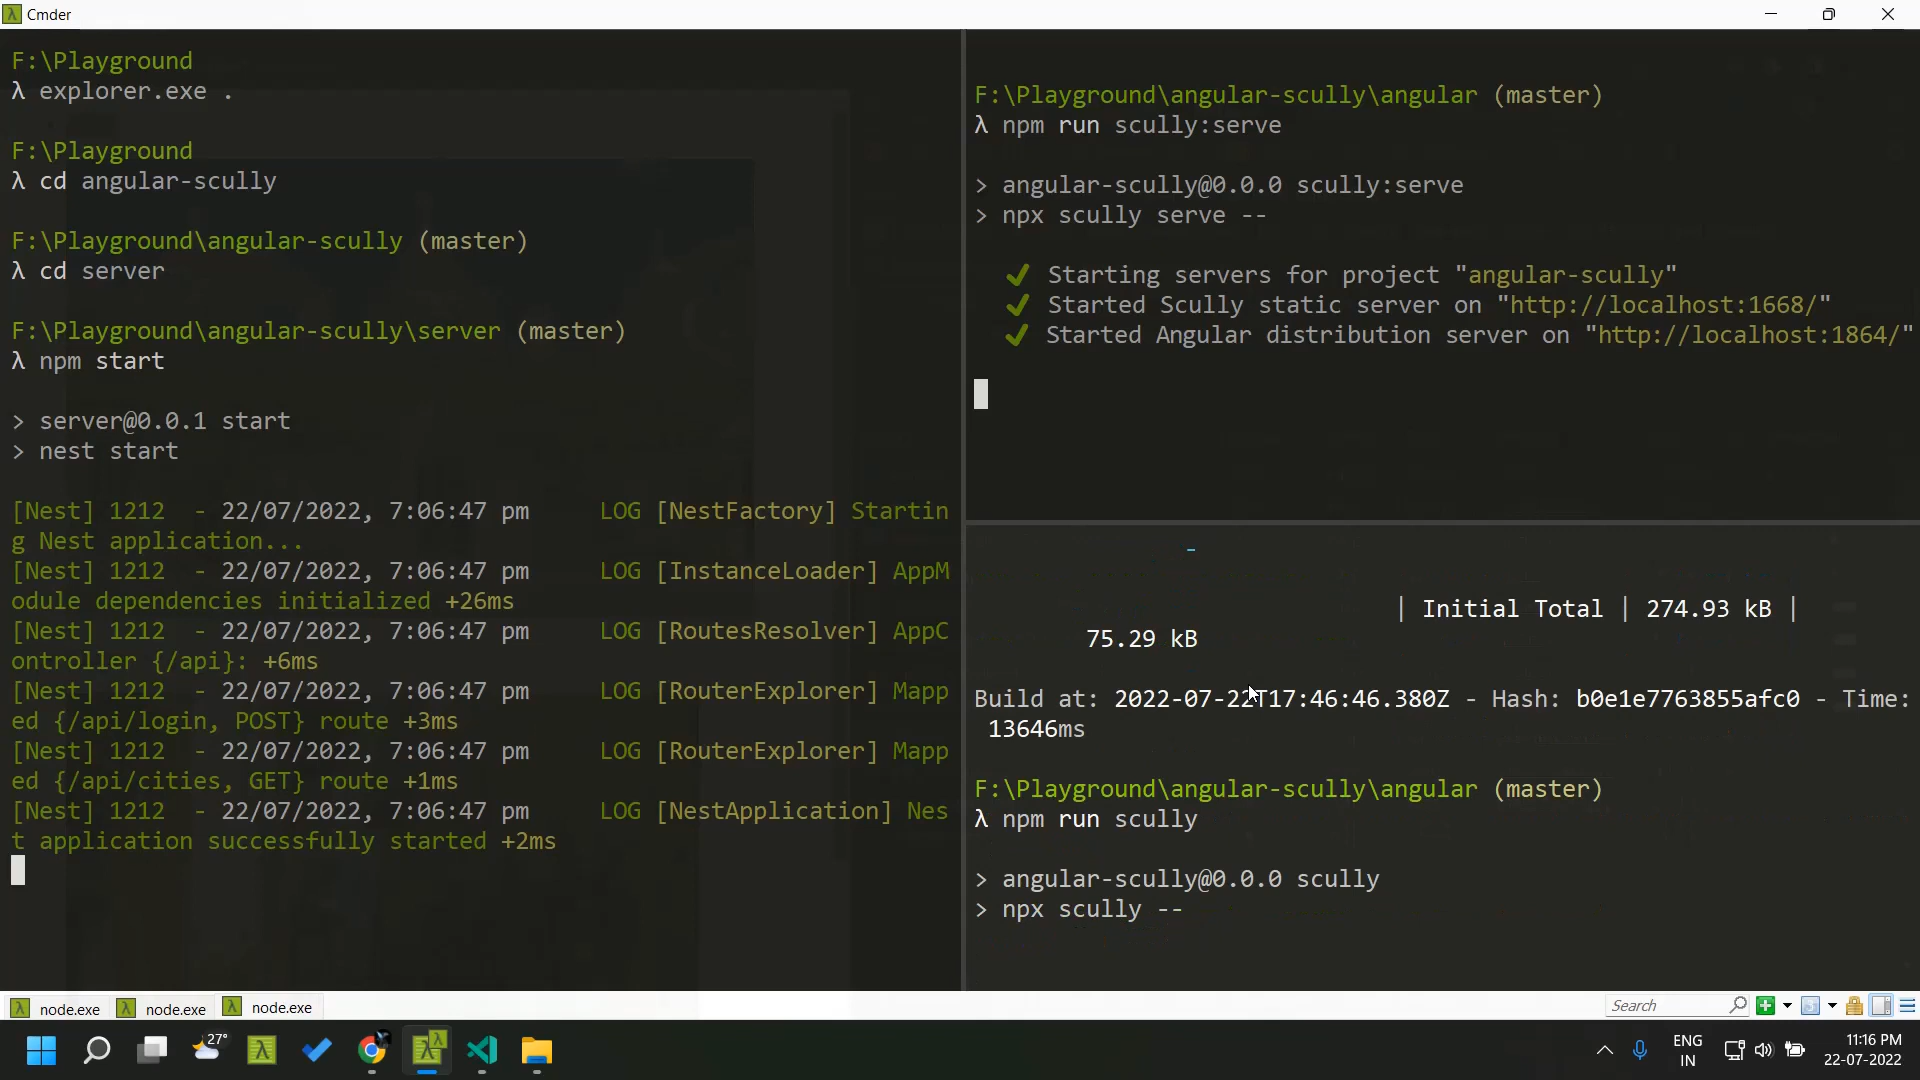 Cmder
F:\Playground
λ explorer.exe .
F:\Playground
λ cd angular-scully
F:\Playground\angular-scully (master)
λ cd server
F:\Playground\angular-scully\server (master)
λ npm start
> server@0.0.1 start
> nest start
[Nest] 1212  - 22/07/2022, 7:06:47 pm     LOG [NestFactory] Startin
g Nest application...
[Nest] 1212  - 22/07/2022, 7:06:47 pm     LOG [InstanceLoader] AppM
odule dependencies initialized +26ms
[Nest] 1212  - 22/07/2022, 7:06:47 pm     LOG [RoutesResolver] AppC
ontroller {/api}: +6ms
[Nest] 1212  - 22/07/2022, 7:06:47 pm     LOG [RouterExplorer] Mapp
ed {/api/login, POST} route +3ms
[Nest] 1212  - 22/07/2022, 7:06:47 pm     LOG [RouterExplorer] Mapp
ed {/api/cities, GET} route +1ms
[Nest] 1212  - 22/07/2022, 7:06:47 pm     LOG [NestApplication] Nes
t application successfully started +2ms
F:\Playground\angular-scully\angular (master)
λ npm run scully:serve
> angular-scully@0.0.0 scully:serve
> npx scully serve --
✔ Starting servers for project "angular-scully"
✔ Started Scully static server on "http://localhost:1668/"
✔ Started Angular distribution server on "http://localhost:1864/"
-
| Initial Total | 274.93 kB |
75.29 kB
Build at: 2022-07-22T17:46:46.380Z - Hash: b0e1e7763855afc0 - Time:
13646ms
F:\Playground\angular-scully\angular (master)
λ npm run scully
> angular-scully@0.0.0 scully
> npx scully --
node.exe
node.exe
node.exe
Search
27°
ENG
IN
11:16 PM
22-07-2022